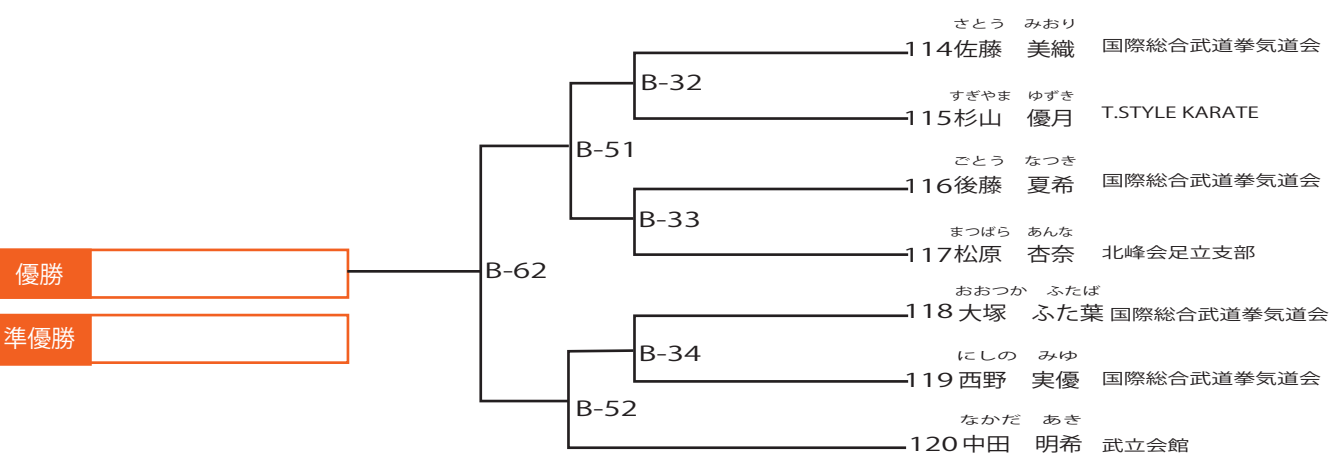 さとう みおり
114佐藤 美織 国際総合武道拳気道会
B-32
すぎやま ゆずき
115杉山 優月 T.STYLE KARATE
B-51
ごとう なつき
116後藤 夏希 国際総合武道拳気道会
B-33
まつばら あんな
117松原 杏奈 北峰会足立支部
優勝
B-62
おおつか ふたば
118大塚 ふた葉 国際総合武道拳気道会
準優勝
B-34
にしの みゆ
119西野 実優 国際総合武道拳気道会
B-52
なかだ あき
120中田 明希 武立会館